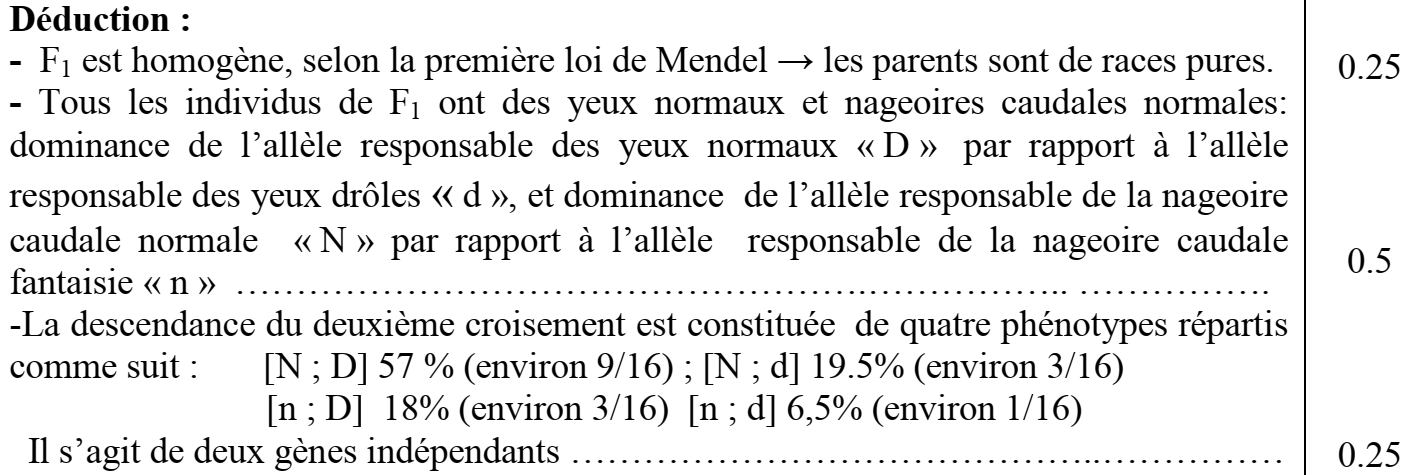 Déduction :
- F₁ est homogène, selon la première loi de Mendel → les parents sont de races pures. 0.25
- Tous les individus de F₁ ont des yeux normaux et nageoires caudales normales:
dominance de l’allèle responsable des yeux normaux « D » par rapport à l’allèle
responsable des yeux drôles « d », et dominance de l’allèle responsable de la nageoire
caudale normale « N » par rapport à l’allèle responsable de la nageoire caudale
fantaisie « n » ………………………………………….…………….. ……………. 0.5
-La descendance du deuxième croisement est constituée de quatre phénotypes répartis
comme suit : [N ; D] 57 % (environ 9/16) ; [N ; d] 19.5% (environ 3/16)
[n ; D] 18% (environ 3/16) [n ; d] 6,5% (environ 1/16)
Il s’agit de deux gènes indépendants …………………………………….……………… 0.25